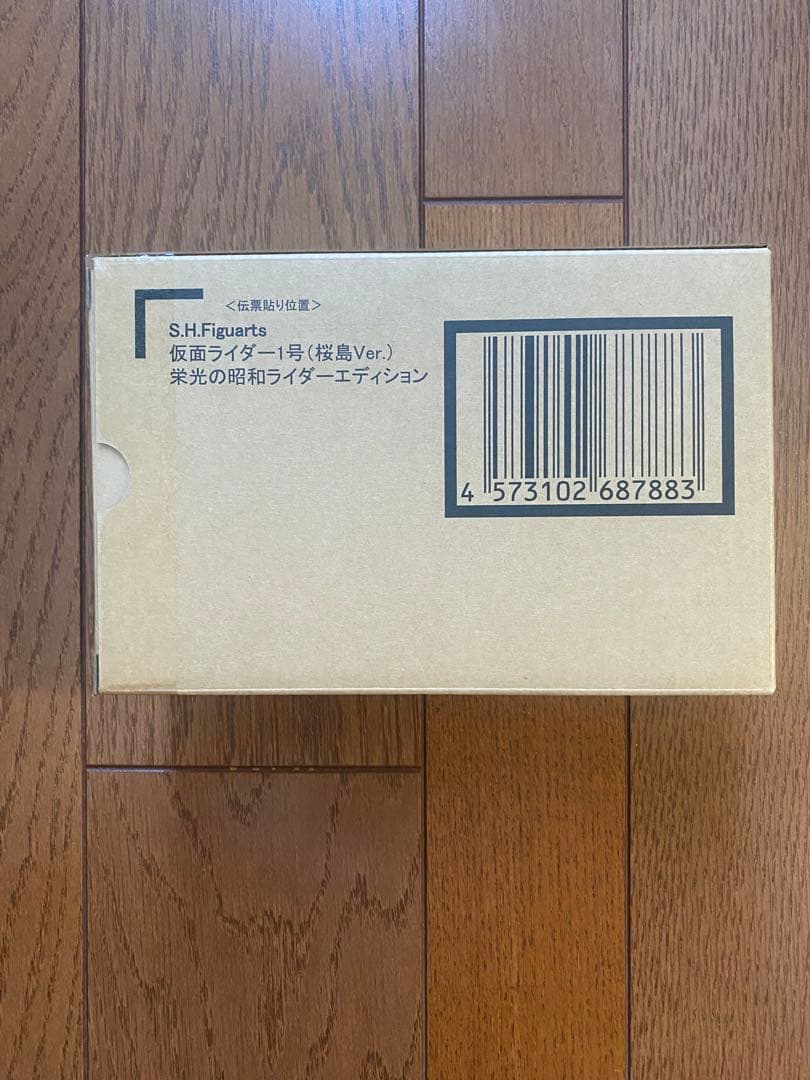 <伝票貼り位置>
S.H.Figuarts
仮面ライダー1号(桜島Ver.)
栄光の昭和ライダーエディション
4 573102 687883